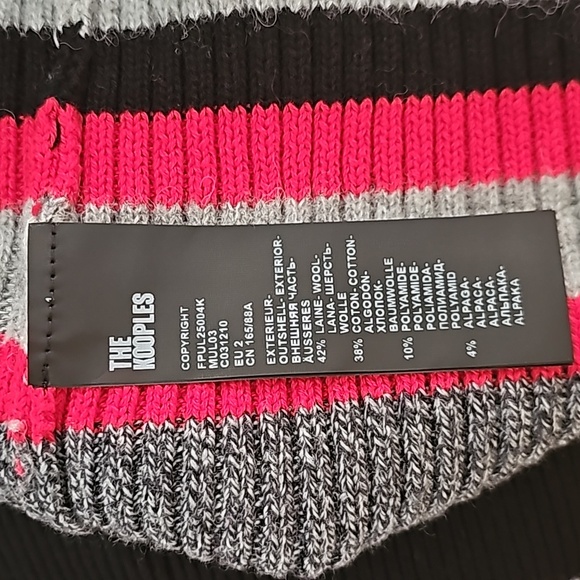 THE
KOOPLES
COPYRIGHT
FPUL25004K
MUL03
C031210
EU 2
CN 165/88A
EXTERIEUR-
OUTSHELL- EXTERIOR-
ВНЕШНЯЯ ЧАСТЬ-
AUSSERES
42% LAINE- WOOL-
LANA- ШЕРСТЬ-
WOLLE
38% COTON- COTTON-
ALGODÓN-
ХЛОПОК-
BAUMWOLLE
10% POLYAMIDE-
POLYAMIDE-
POLIAMIDA-
ПОЛИАМИД-
POLYAMID
4% ALPAGA-
ALPACA-
ALPACA-
АЛЬПАКА-
ALPAKA